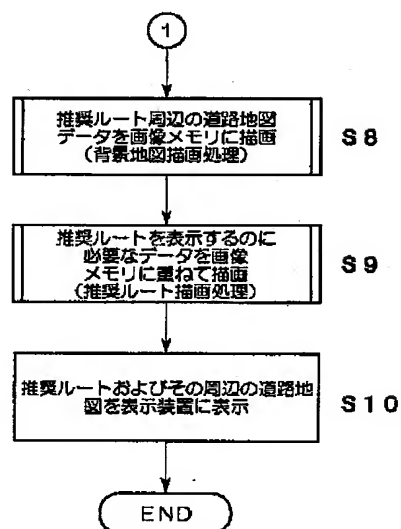 1
推奨ルート周辺の道路地図
データを画像メモリに描画
(背景地図描画処理)
S8
推奨ルートを表示するのに
必要なデータを画像
メモリに重ねて描画
(推奨ルート描画処理)
S9
推奨ルートおよびその周辺の道路地
図を表示装置に表示
S10
END